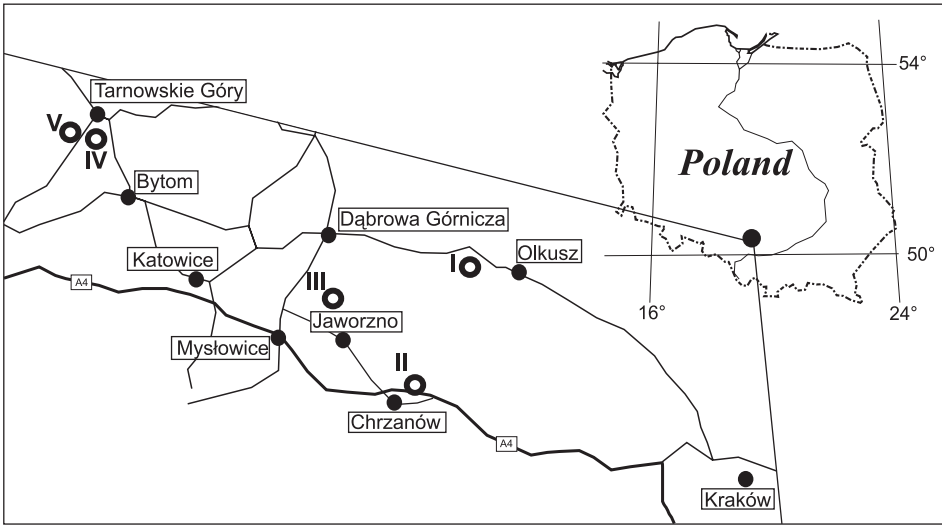 54°
Tarnowskie Góry
V
IV
Poland
Bytom
Dąbrowa Górnicza
Olkusz
50°
Katowice
I
A4
III
16°
24°
Jaworzno
Mysłowice
II
Chrzanów
A4
Kraków